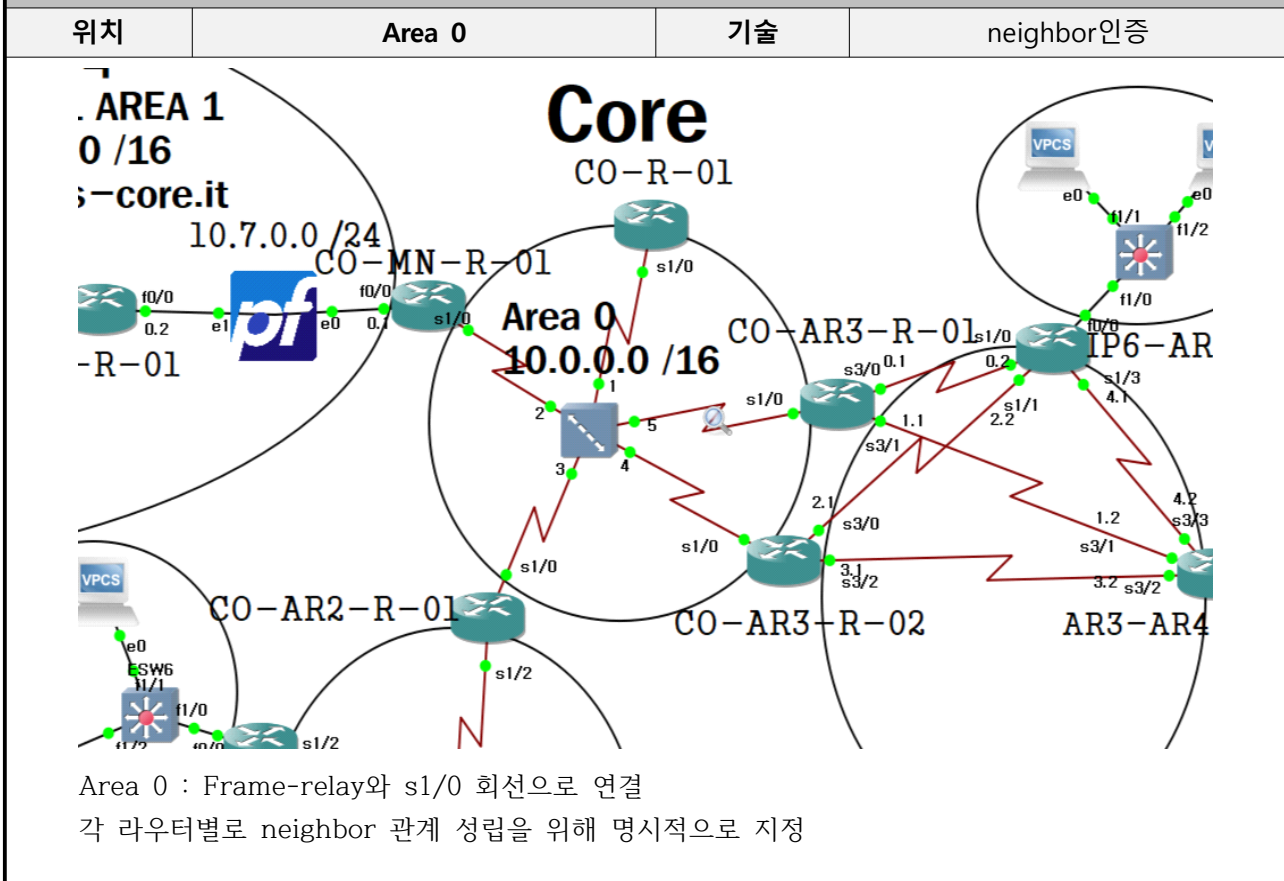 위치 Area 0 기술 neighbor인증
Core
. AREA 1
0 /16
s-core.it
10.7.0.0 /24
CO-R-01
s1/0
VPCS
V
e0
e0
f1/1
f1/2
f1/0
CO-MN-R-01
f0/0
0.2
e1
pf
e0
f0/0
0.1
s1/0
-R-01
Area 0
10.0.0.0 /16
1
2
3
4
5
CO-AR3-R-01
s1/0
s3/0
0.1
s1/0
0.2
f0/0
IP6-AR
s1/3
4.1
s1/1
2.2
1.1
s3/1
2.1
s3/0
s1/0
4.2
s3/3
1.2
s3/1
3.1
s3/2
3.2
s3/2
CO-AR3-R-02
AR3-AR4
s1/0
CO-AR2-R-01
s1/2
VPCS
e0
ESW6
f1/1
f1/0
f1/2
f0/0
s1/2
Area 0 : Frame-relay와 s1/0 회선으로 연결
각 라우터별로 neighbor 관계 성립을 위해 명시적으로 지정